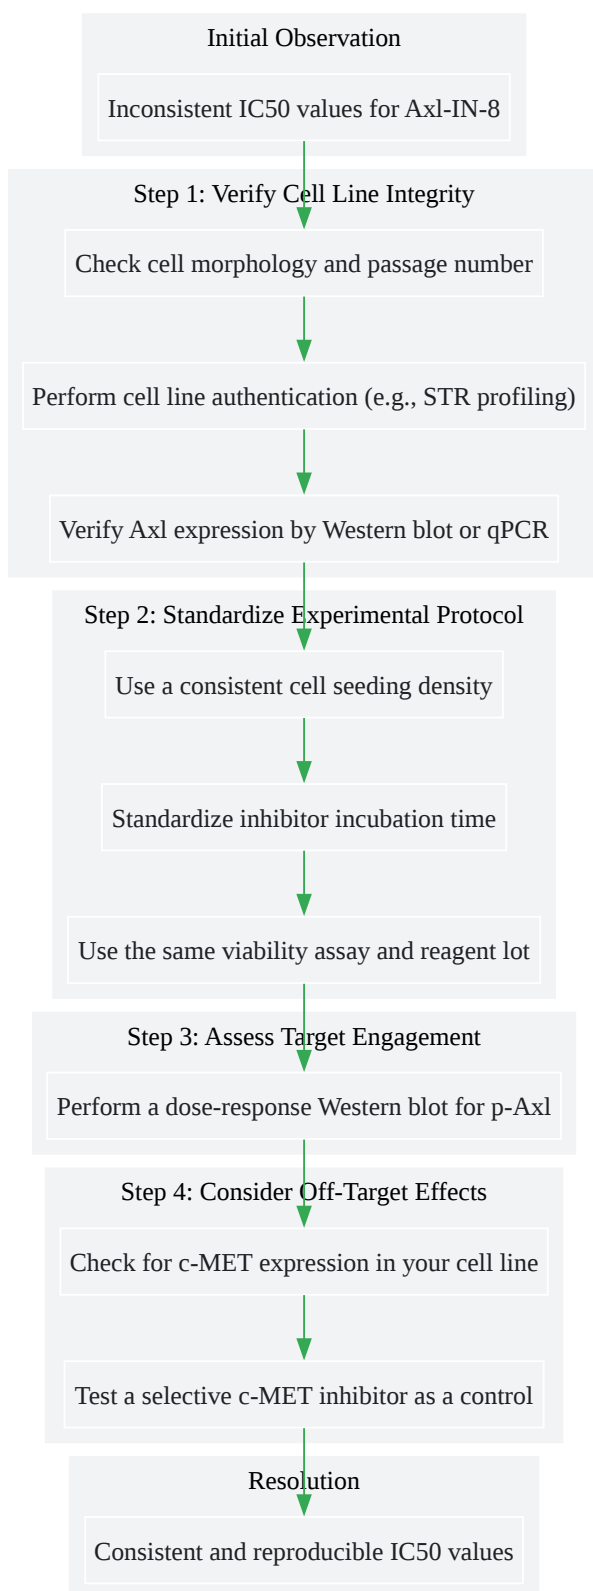 Initial Observation
Inconsistent IC50 values for Axl-IN-8
Step 1: Verify Cell Line Integrity
Check cell morphology and passage number
Perform cell line authentication (e.g., STR profiling)
Verify Axl expression by Western blot or qPCR
Step 2: Standardize Experimental Protocol
Use a consistent cell seeding density
Standardize inhibitor incubation time
Use the same viability assay and reagent lot
Step 3: Assess Target Engagement
Perform a dose-response Western blot for p-Axl
Step 4: Consider Off-Target Effects
Check for c-MET expression in your cell line
Test a selective c-MET inhibitor as a control
Resolution
Consistent and reproducible IC50 values